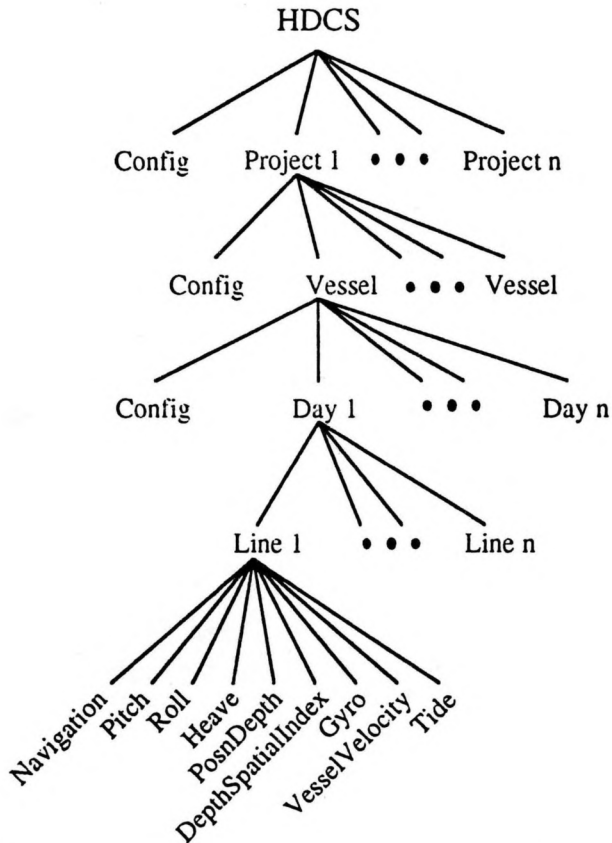 HDCS
Config Project 1 • • • Project n
Config Vessel • • • Vessel
Config Day 1 • • • Day n
Line 1 • • • Line n
Navigation
Pitch
Roll
Heave
PosnDepth
DepthSpatialIndex
Gyro
VesselVelocity
Tide